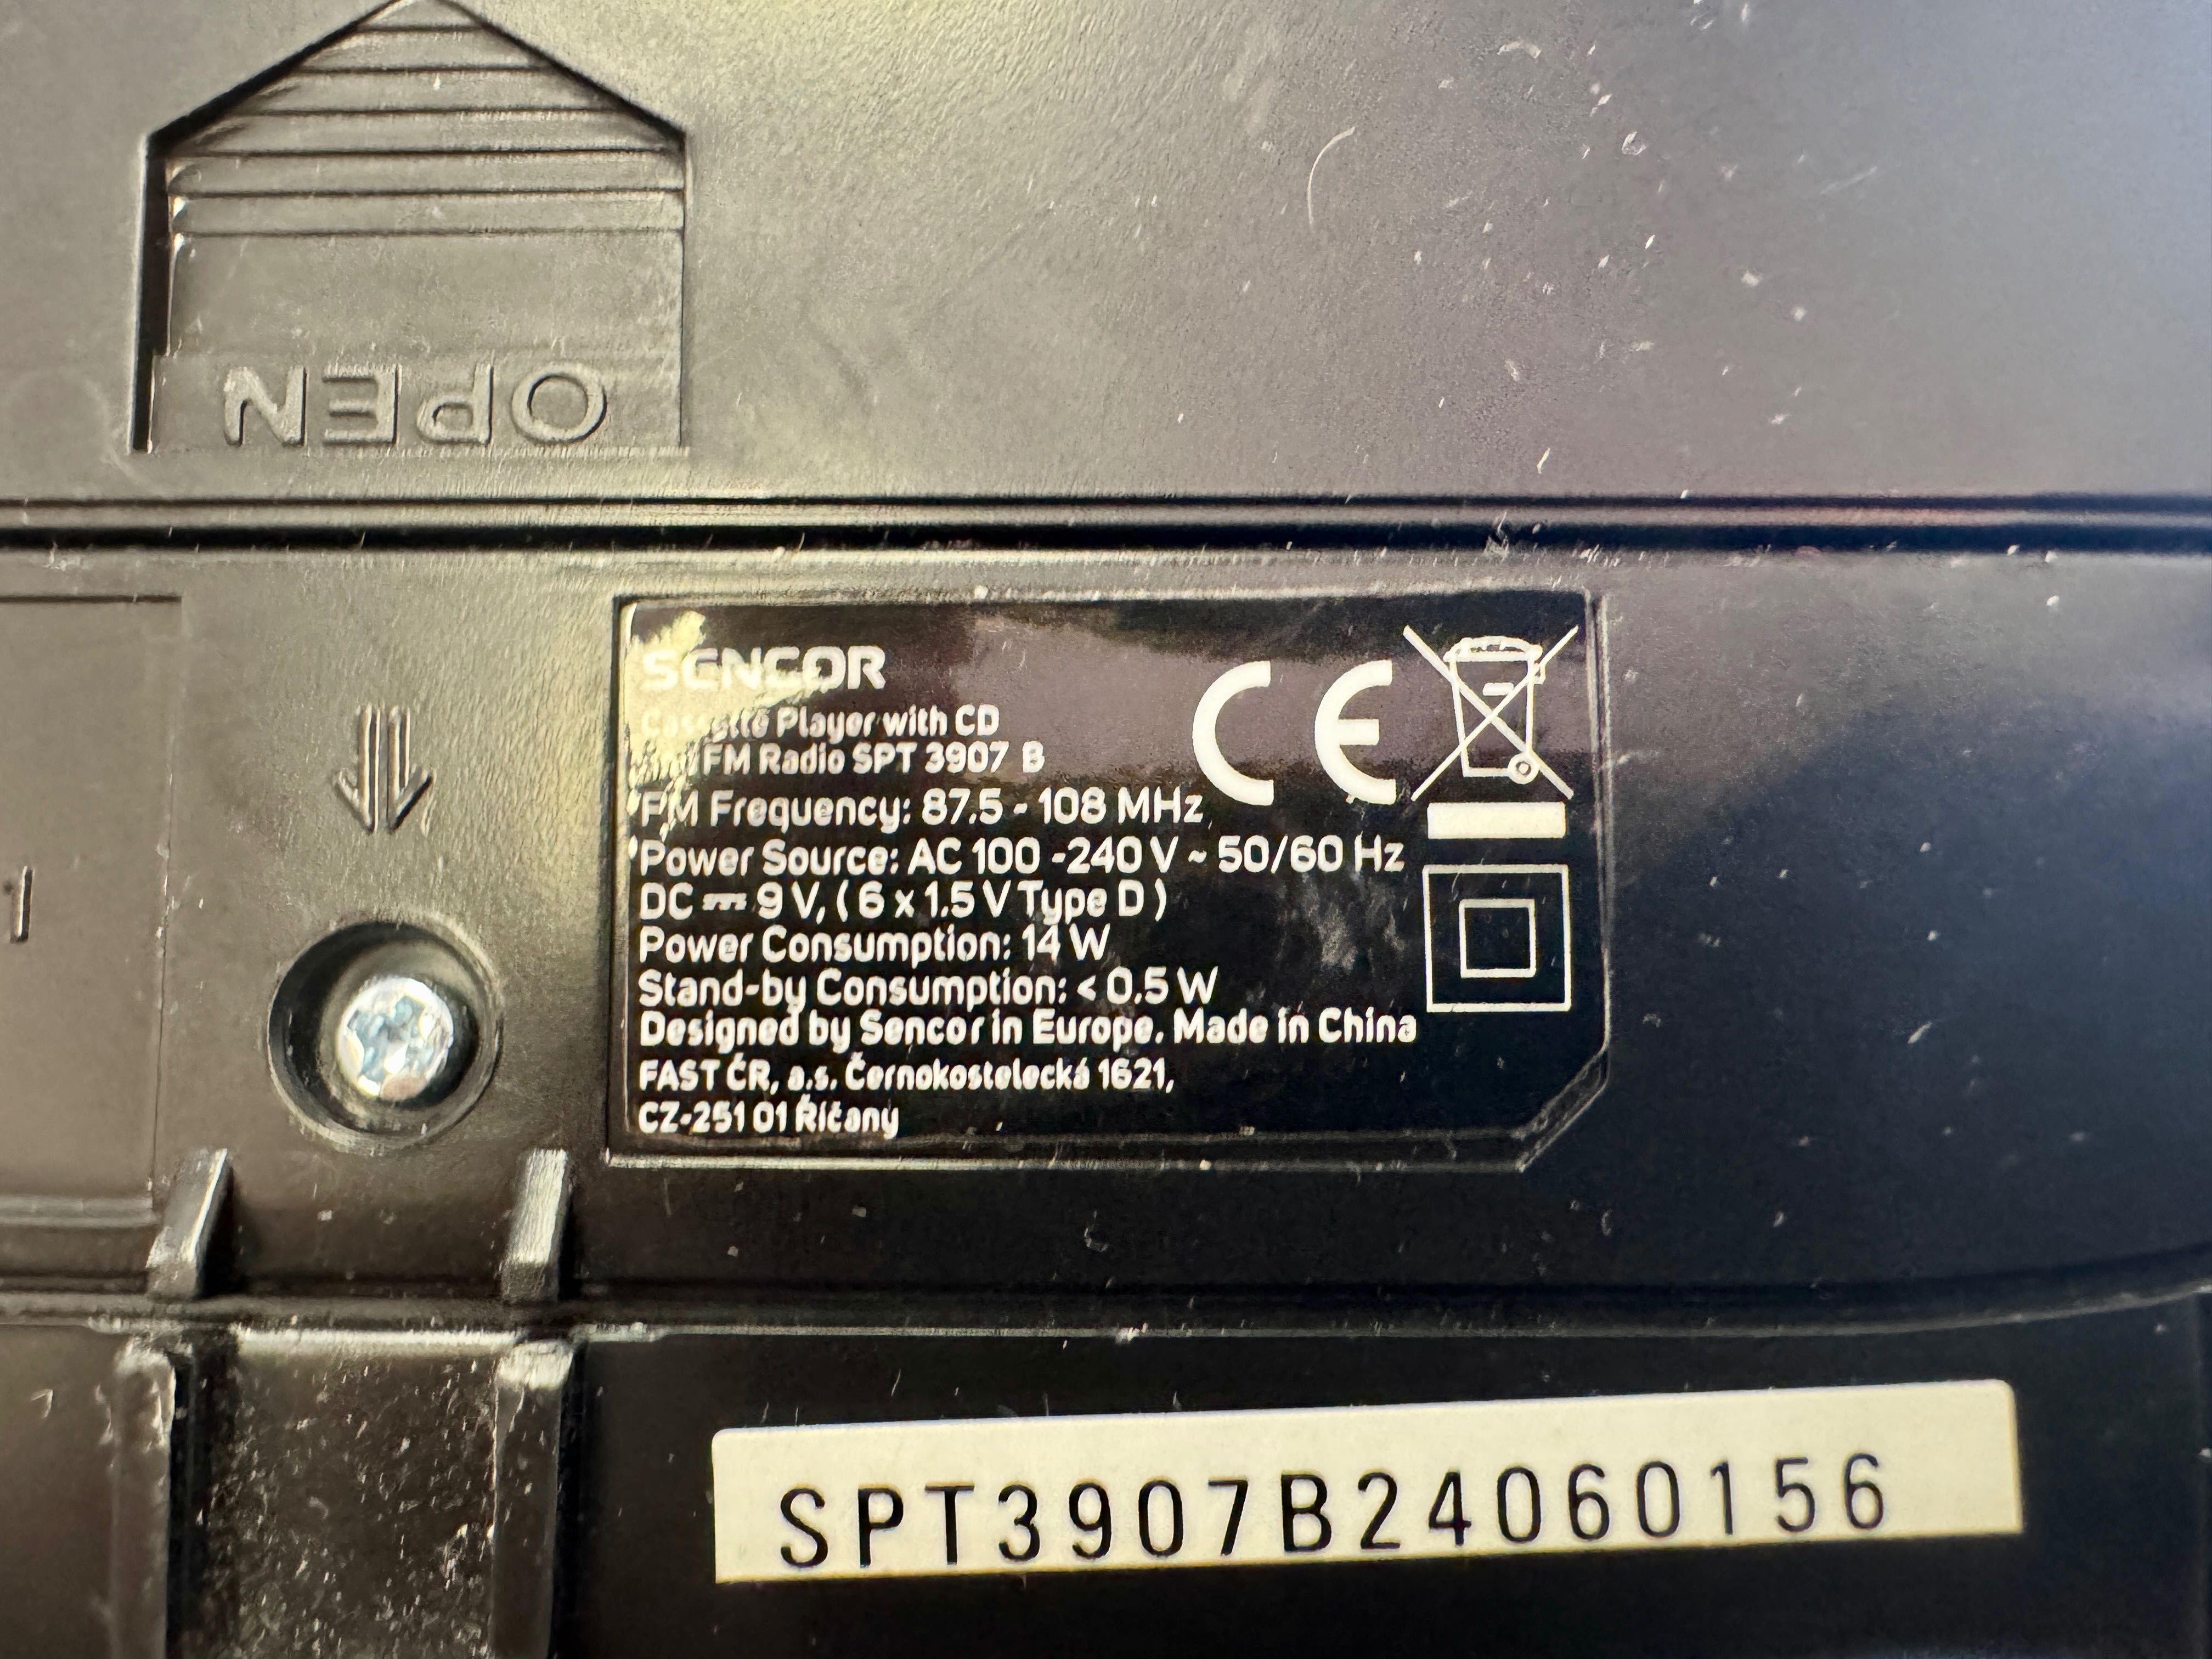 OPEN
SENCOR
Cassette Player with CD
FM Radio SPT 3907 B
FM Frequency: 87.5 - 108 MHz
Power Source: AC 100 -240 V ~ 50/60 Hz
DC ⎓ 9 V, ( 6 x 1.5 V Type D )
Power Consumption: 14 W
Stand-by Consumption: < 0.5 W
Designed by Sencor in Europe. Made in China
FAST ČR, a.s. Černokostelecká 1621,
CZ-251 01 Říčany
CE
1
SPT3907B24060156